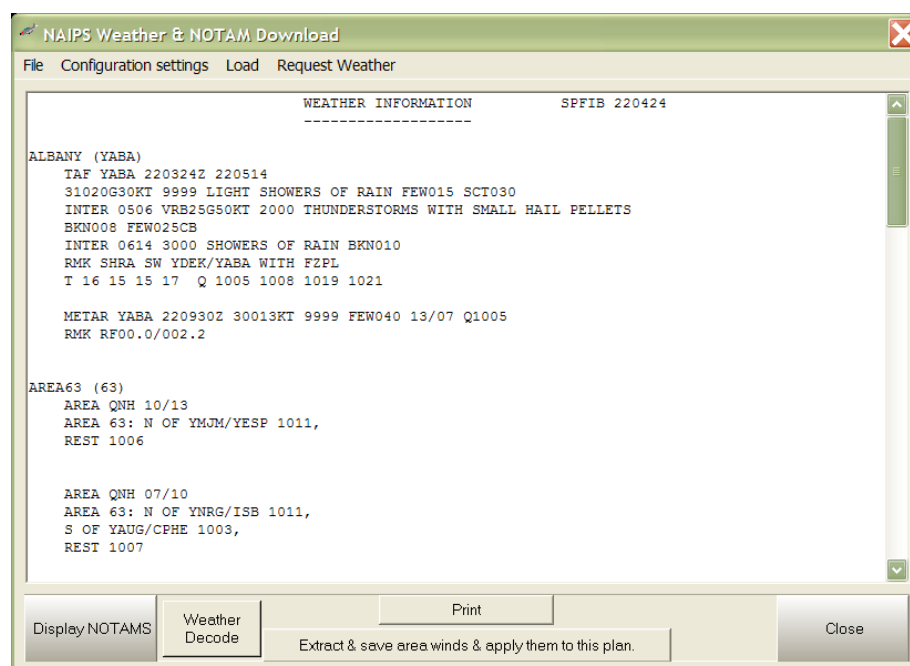 NAIPS Weather & NOTAM Download
File Configuration settings Load Request Weather
WEATHER INFORMATION SPFIB 220424
-------------------
ALBANY (YABA)
TAF YABA 220324Z 220514
31020G30KT 9999 LIGHT SHOWERS OF RAIN FEW015 SCT030
INTER 0506 VRB25G50KT 2000 THUNDERSTORMS WITH SMALL HAIL PELLETS
BKN008 FEW025CB
INTER 0614 3000 SHOWERS OF RAIN BKN010
RMK SHRA SW YDEK/YABA WITH FZPL
T 16 15 15 17 Q 1005 1008 1019 1021
METAR YABA 220930Z 30013KT 9999 FEW040 13/07 Q1005
RMK RF00.0/002.2
AREA63 (63)
AREA QNH 10/13
AREA 63: N OF YMJM/YESP 1011,
REST 1006
AREA QNH 07/10
AREA 63: N OF YNRG/ISB 1011,
S OF YAUG/CPHE 1003,
REST 1007
Display NOTAMS
Weather
Decode
Print
Extract & save area winds & apply them to this plan.
Close